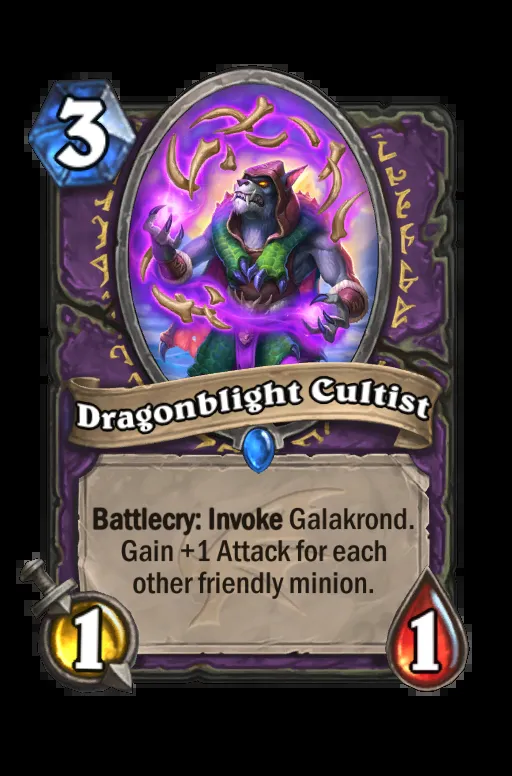 3
Dragonblight Cultist
Battlecry: Invoke Galakrond.
Gain +1 Attack for each
other friendly minion.
1
1